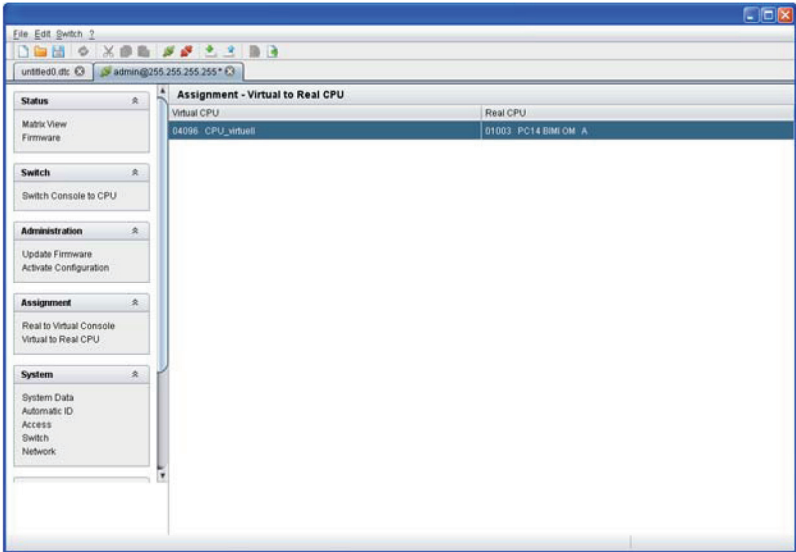 File Edit Switch ?
untitled0.dtc admin@255.255.255.255*
Status
Matrix View
Firmware
Switch
Switch Console to CPU
Administration
Update Firmware
Activate Configuration
Assignment
Real to Virtual Console
Virtual to Real CPU
System
System Data
Automatic ID
Access
Switch
Network
Assignment - Virtual to Real CPU
Virtual CPU Real CPU
04096 CPU_virtuell 01003 PC14 BIMI OM A